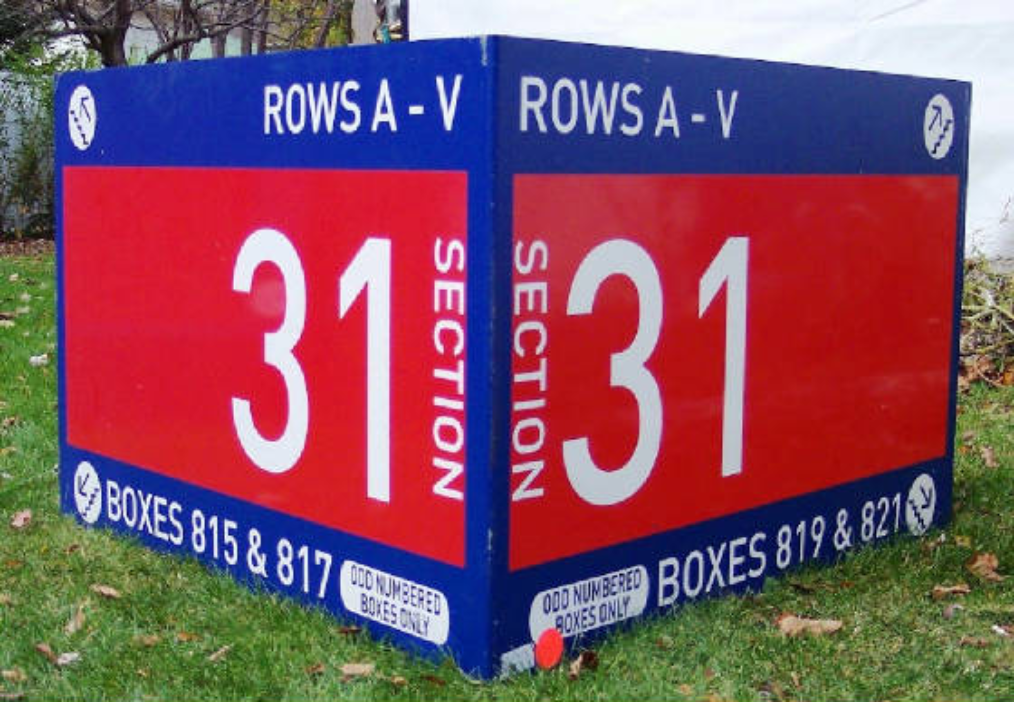 ROWS A - V
31
SECTION
BOXES 815 & 817
ODD NUMBERED
BOXES ONLY
ROWS A - V
SECTION
31
ODD NUMBERED
BOXES ONLY
BOXES 819 & 821